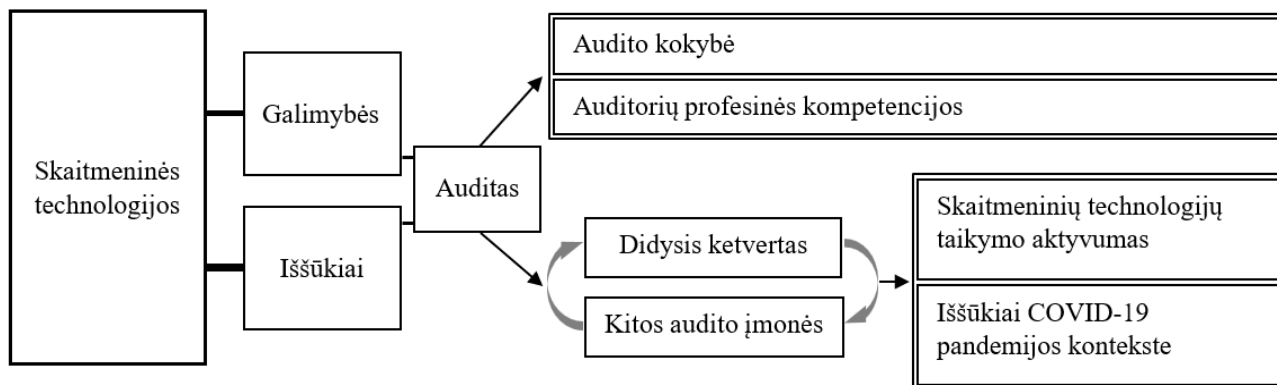 Skaitmeninės
technologijos
Galimybės
Iššūkiai
Auditas
Audito kokybė
Auditorių profesinės kompetencijos
Didysis ketvertas
Kitos audito įmonės
Skaitmeninių technologijų
taikymo aktyvumas
Iššūkiai COVID-19
pandemijos kontekste